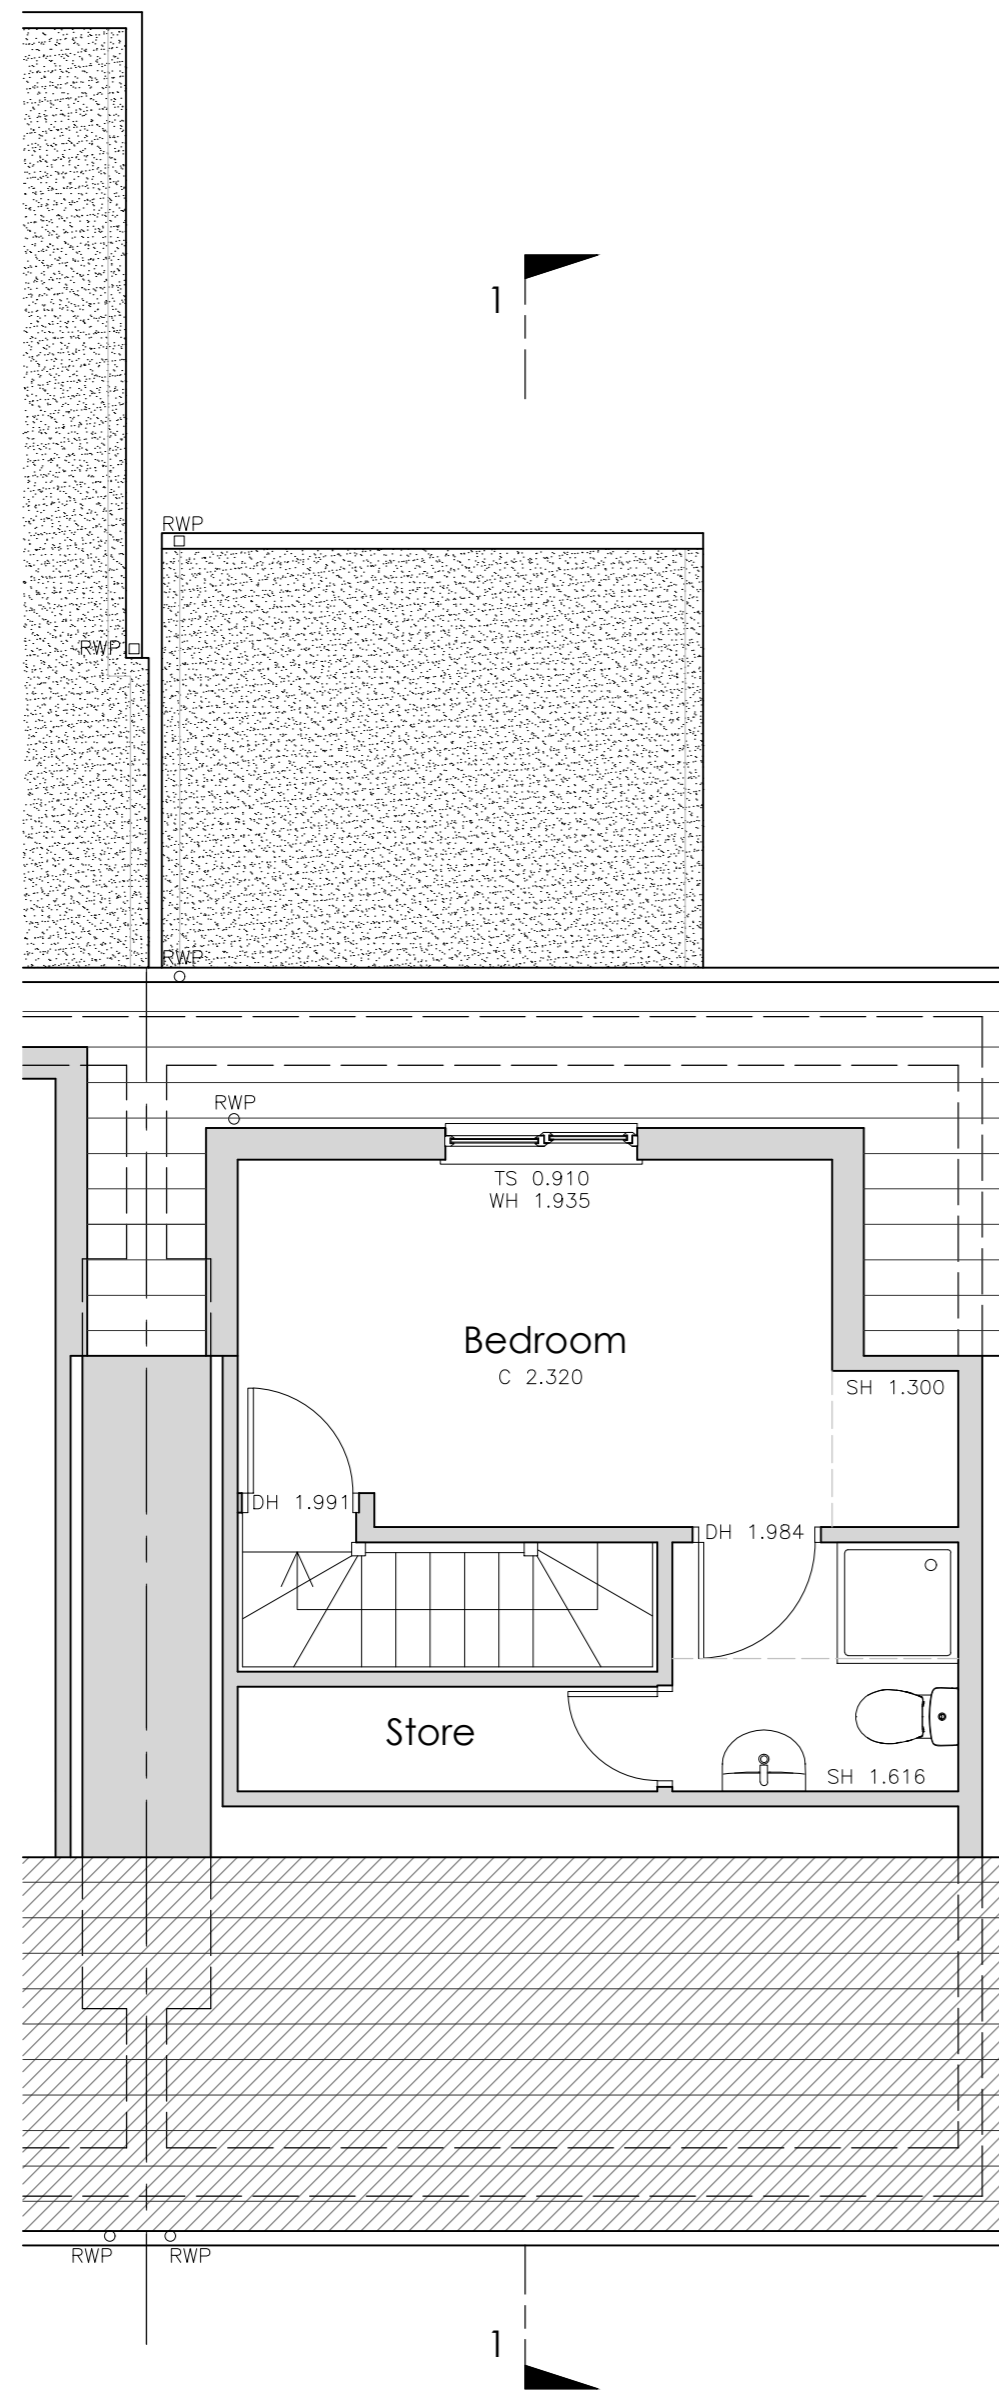 1
RWP
RWP
RWP
RWP
TS 0.910
WH 1.935
Bedroom
C 2.320
SH 1.300
DH 1.991
DH 1.984
Store
SH 1.616
RWP
RWP
1